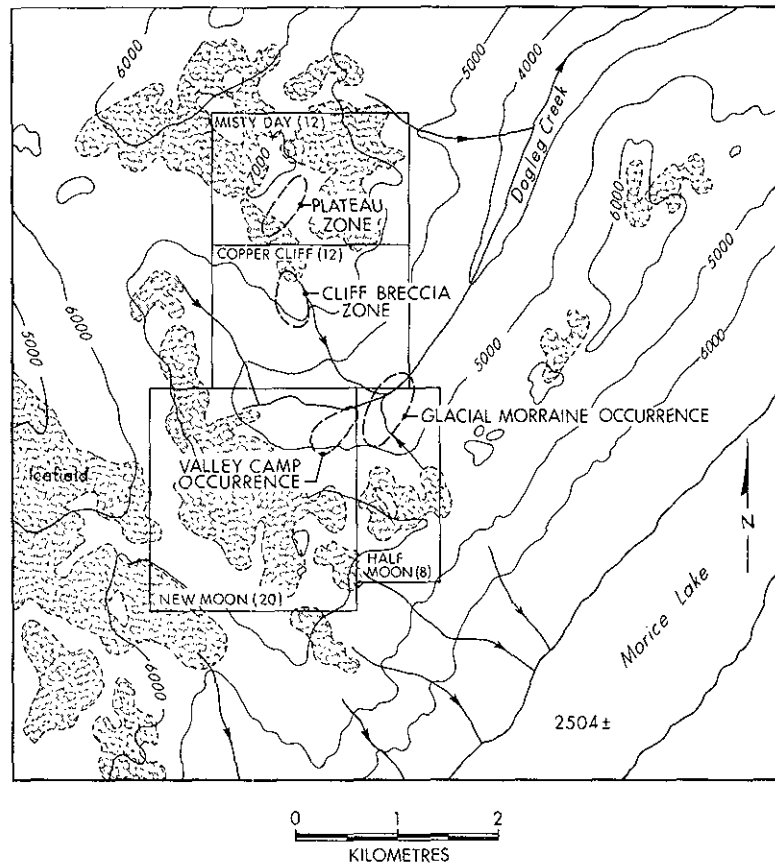 6000
5000
4000
Dogleg Creek
MISTY DAY (12)
7000
PLATEAU
ZONE
6000
COPPER CLIFF (12)
CLIFF BRECCIA
ZONE
5000
6000
6000
5000
5000
GLACIAL MORRAINE OCCURRENCE
VALLEY CAMP
OCCURRENCE
Icefield
N
HALF
MOON (8)
NEW MOON (20)
6000
Morice Lake
2504±
0 1 2
KILOMETRES